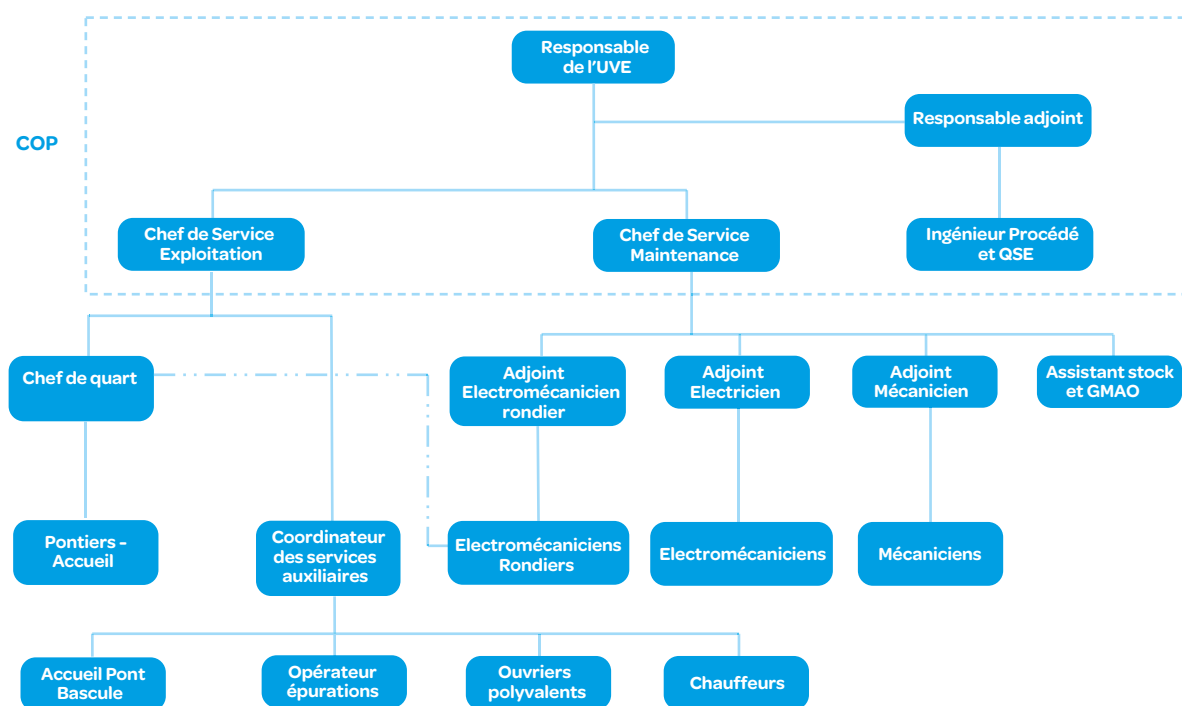 Responsable
de l'UVE
Responsable adjoint
COP
Chef de Service
Exploitation
Chef de Service
Maintenance
Ingénieur Procédé
et QSE
Chef de quart
Adjoint
Electromécanicien
rondier
Adjoint
Electricien
Adjoint
Mécanicien
Assistant stock
et GMAO
Pontiers -
Accueil
Coordinateur
des services
auxiliaires
Electromécaniciens
Rondiers
Electromécaniciens
Mécaniciens
Accueil Pont
Bascule
Opérateur
épurations
Ouvriers
polyvalents
Chauffeurs